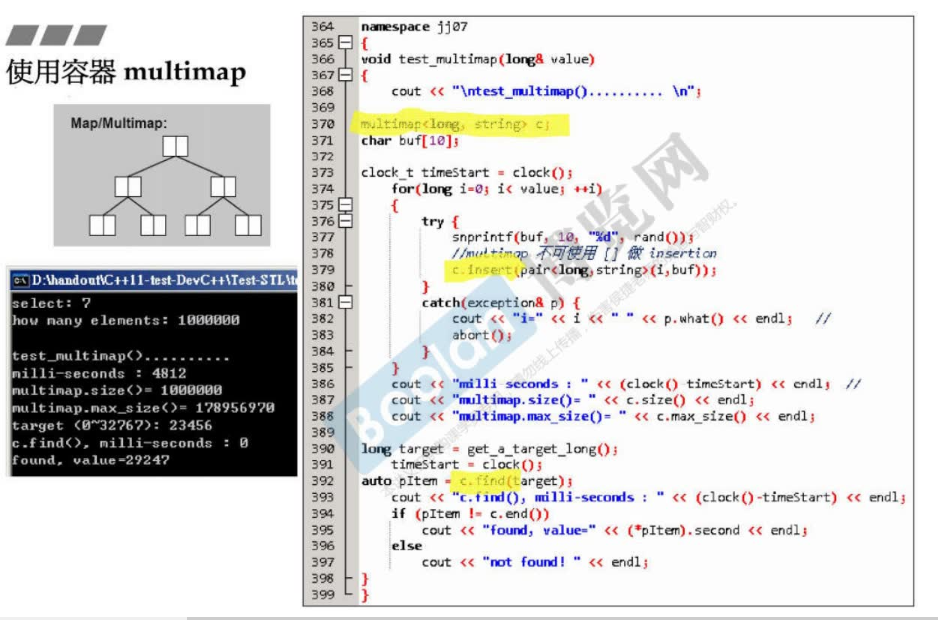 使用容器 multimap
Map/Multimap:
D:\handout\C++11-test-DevC++\Test-STL\
select: 7
how many elements: 1000000
test_multimap()..........
milli-seconds : 4812
multimap.size()= 1000000
multimap.max_size()= 178956970
target (0~32767): 23456
c.find(), milli-seconds : 0
found, value=29247
364 namespace jj07
365 {
366 void test_multimap(long& value)
367 {
368 cout << "\ntest_multimap().......... \n";
369
370 multimap<long, string> c;
371 char buf[10];
372
373 clock_t timeStart = clock();
374 for(long i=0; i< value; ++i)
375 {
376 try {
377 snprintf(buf, 10, "%d", rand());
378 //multimap 不可使用 [] 做 insertion
379 c.insert(pair<long,string>(i,buf));
380 }
381 catch(exception& p) {
382 cout << "i=" << i << " " << p.what() << endl; //
383 abort();
384 }
385 }
386 cout << "milli-seconds : " << (clock()-timeStart) << endl; //
387 cout << "multimap.size()= " << c.size() << endl;
388 cout << "multimap.max_size()= " << c.max_size() << endl;
389
390 long target = get_a_target_long();
391 timeStart = clock();
392 auto pItem = c.find(target);
393 cout << "c.find(), milli-seconds : " << (clock()-timeStart) << endl;
394 if (pItem != c.end())
395 cout << "found, value=" << (*pItem).second << endl;
396 else
397 cout << "not found! " << endl;
398 }
399 }
Boolan 博览网